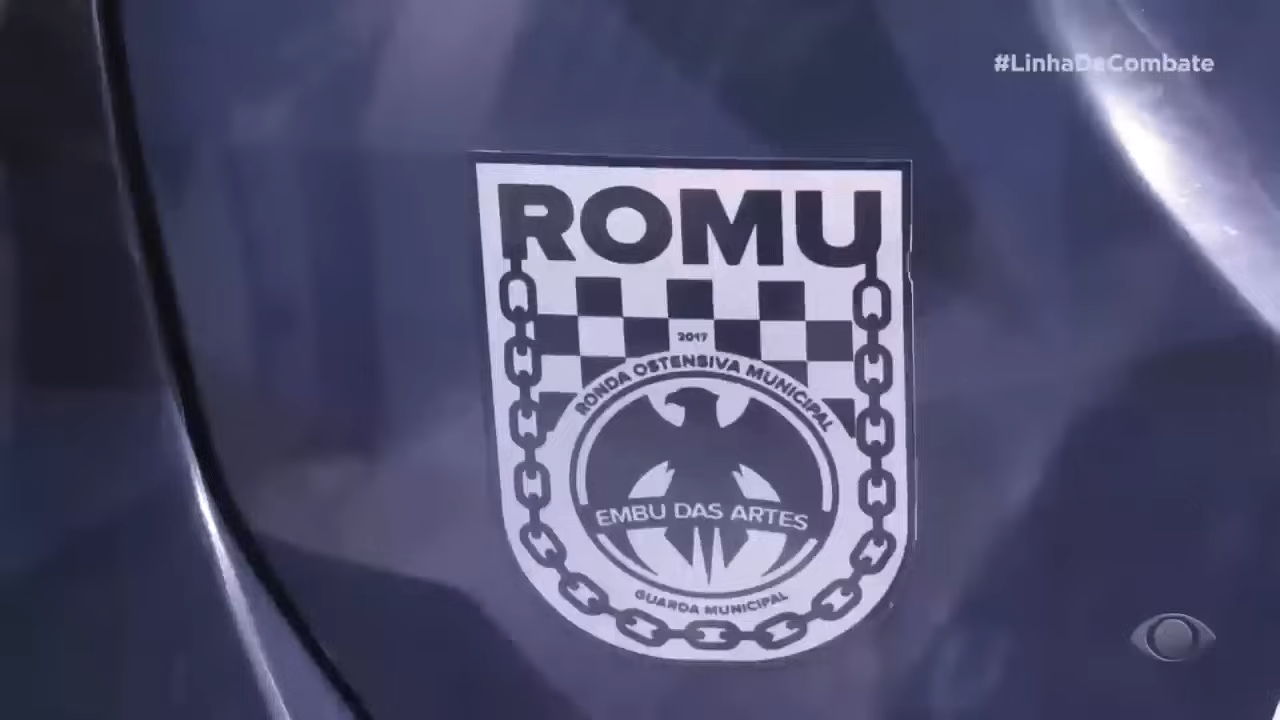 #LinhaDeCombate
ROMU
2017
RONDA OSTENSIVA MUNICIPAL
EMBU DAS ARTES
GUARDA MUNICIPAL